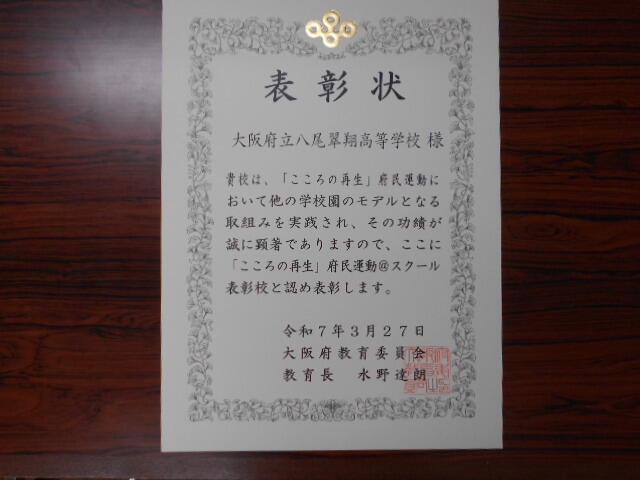 表彰状
大阪府立八尾翠翔高等学校 様
貴校は、「こころの再生」府民運動に
おいて他の学校園のモデルとなる
取組みを実践され、その功績が
誠に顕著でありますので、ここに
「こころの再生」府民運動@スクール
表彰校と認め表彰します。
令和7年3月27日
大阪府教育委員会
教育長 水野達朗